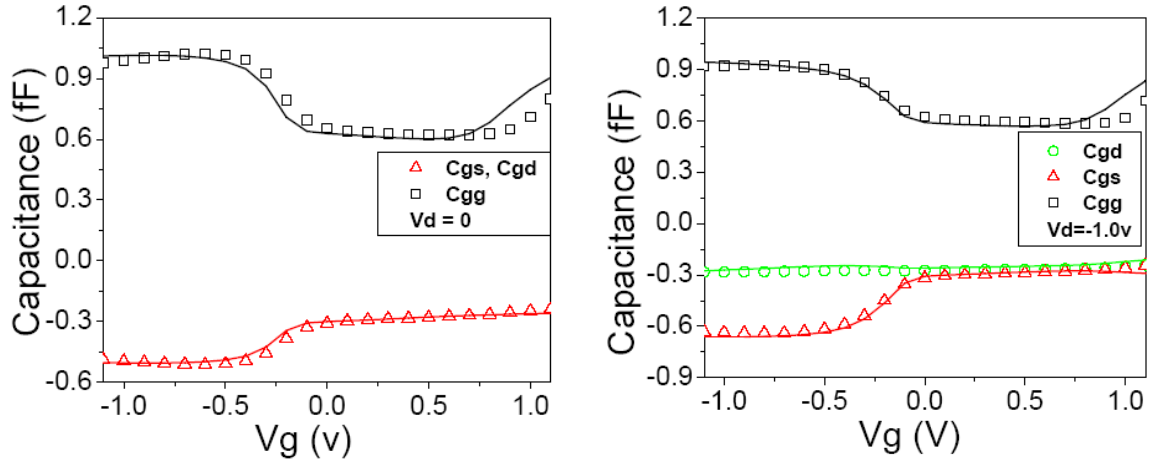 1.2
0.9
0.6
0.3
0.0
-0.3
-0.6
Capacitance (fF)
Cgs, Cgd
Cgg
Vd = 0
-1.0 -0.5 0.0 0.5 1.0
Vg (v)
1.2
0.9
0.6
0.3
0.0
-0.3
-0.6
-0.9
Capacitance (fF)
Cgd
Cgs
Cgg
Vd=-1.0v
-1.0 -0.5 0.0 0.5 1.0
Vg (V)